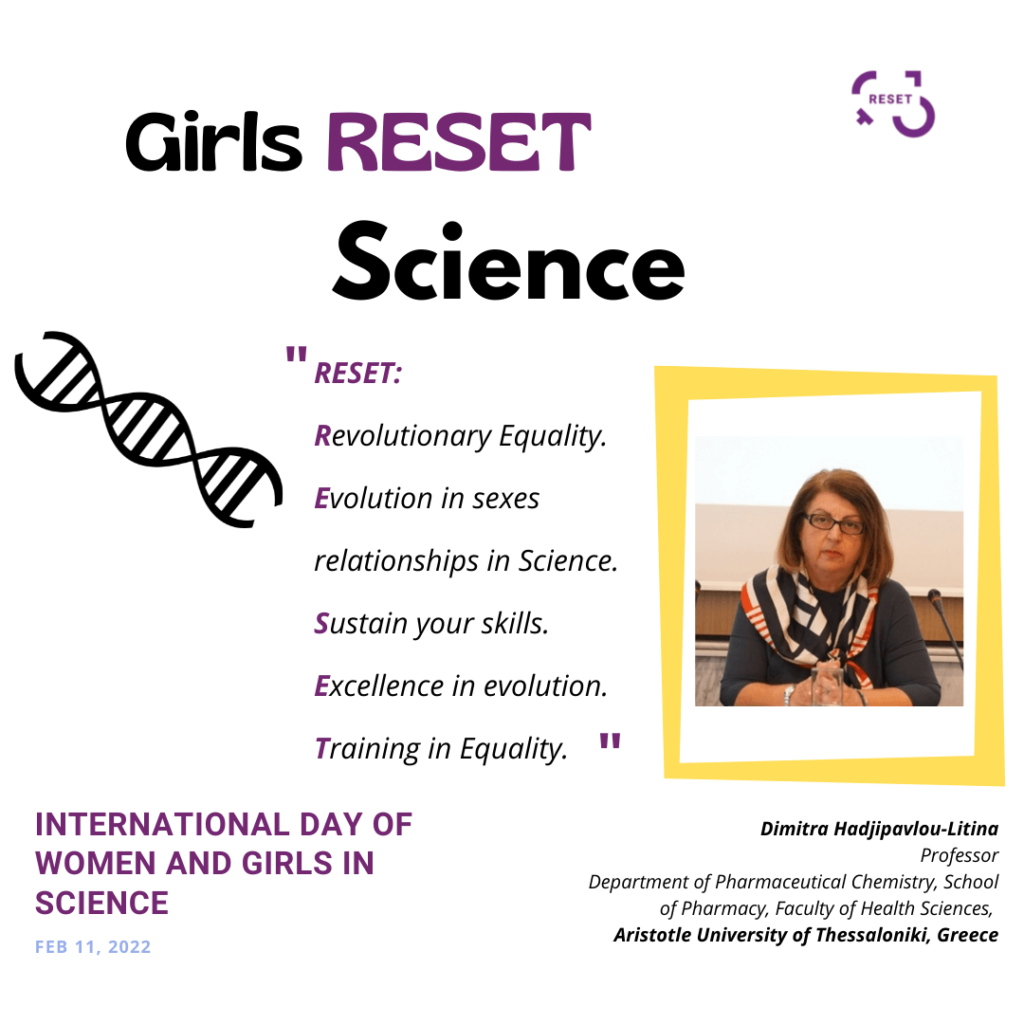 RESET
Girls RESET
Science
" RESET:
Revolutionary Equality.
Evolution in sexes
relationships in Science.
Sustain your skills.
Excellence in evolution.
Training in Equality. "
INTERNATIONAL DAY OF
WOMEN AND GIRLS IN
SCIENCE
FEB 11, 2022
Dimitra Hadjipavlou-Litina
Professor
Department of Pharmaceutical Chemistry, School
of Pharmacy, Faculty of Health Sciences,
Aristotle University of Thessaloniki, Greece